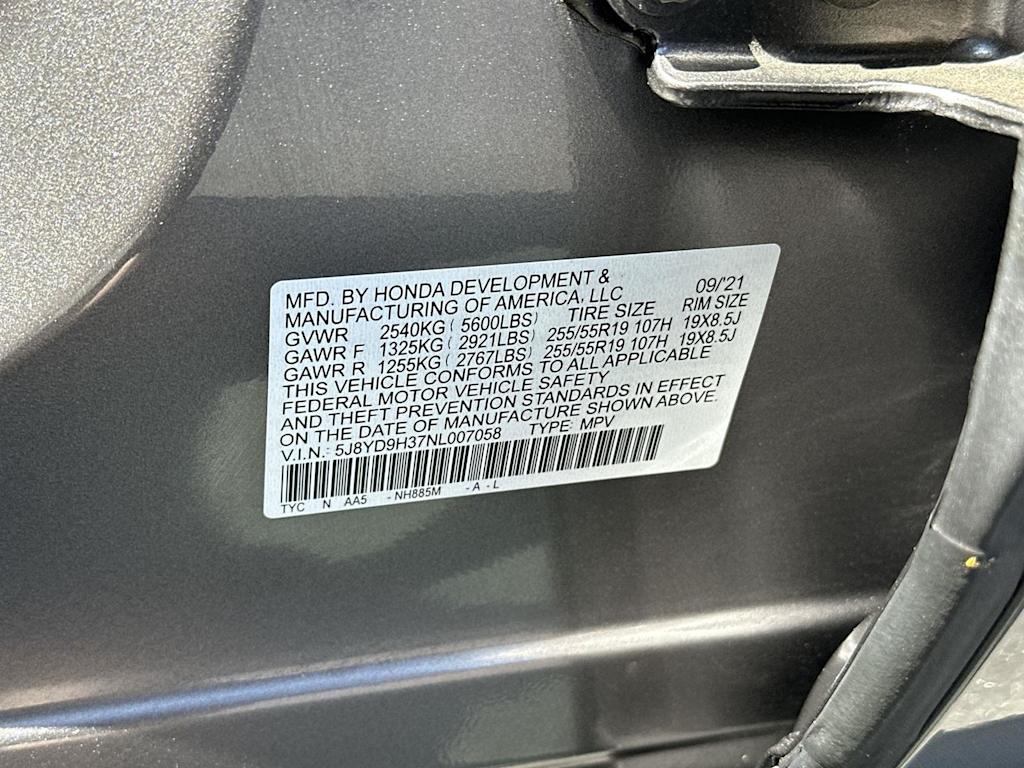 MFD. BY HONDA DEVELOPMENT & 09/'21
MANUFACTURING OF AMERICA, LLC
TIRE SIZE RIM SIZE
GVWR 2540KG ( 5600LBS)
GAWR F 1325KG ( 2921LBS) 255/55R19 107H 19X8.5J
GAWR R 1255KG ( 2767LBS) 255/55R19 107H 19X8.5J
THIS VEHICLE CONFORMS TO ALL APPLICABLE
FEDERAL MOTOR VEHICLE SAFETY
AND THEFT PREVENTION STANDARDS IN EFFECT
ON THE DATE OF MANUFACTURE SHOWN ABOVE.
V.I.N.: 5J8YD9H37NL007058 TYPE: MPV
TYC N AA5 - NH885M - A - L